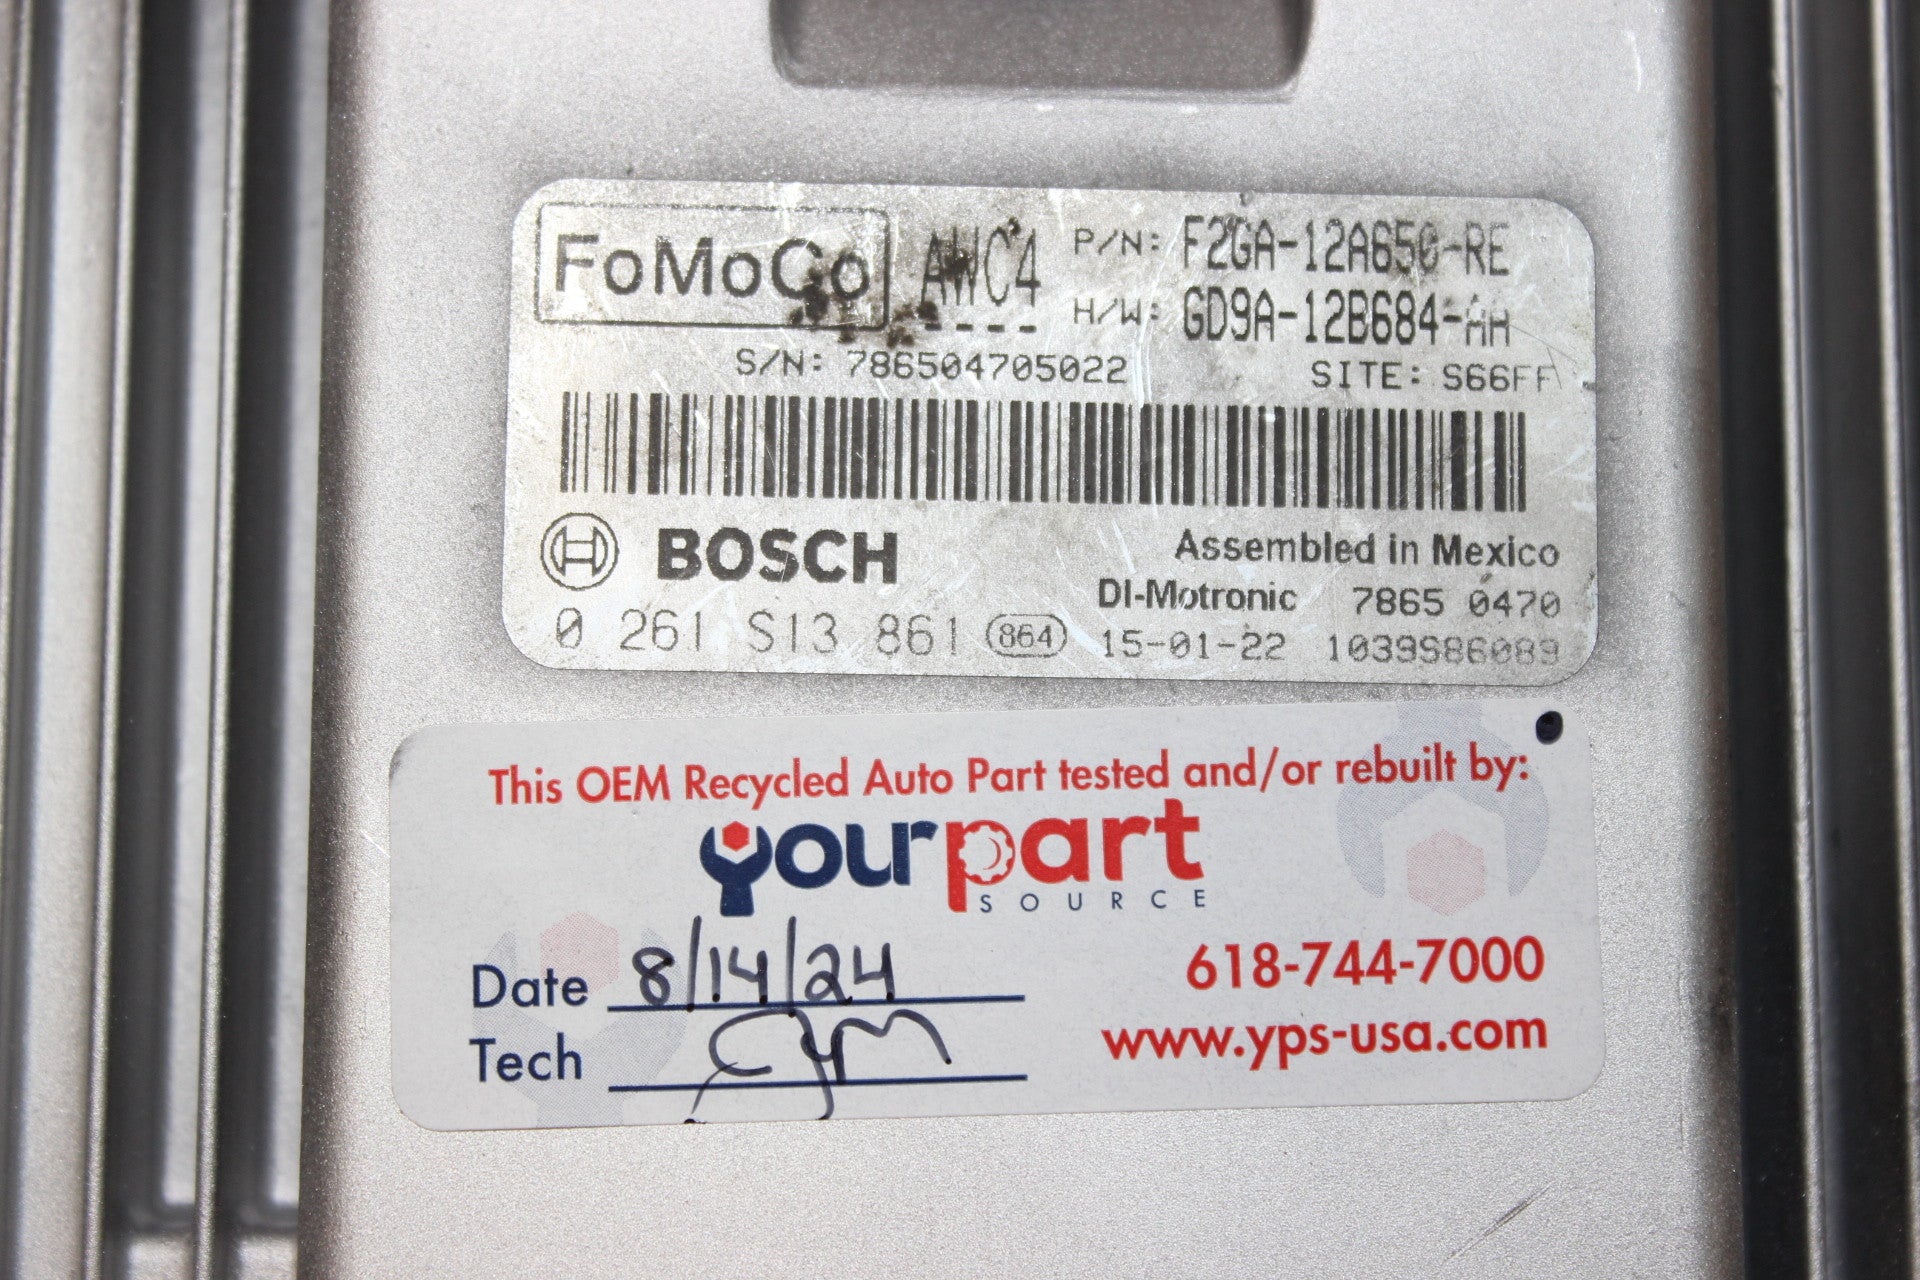 FoMoCo AWC4 P/N: F2GA-12A650-RE
---- H/W: GD9A-12B684-AH
S/N: 786504705022 SITE: S66FF
BOSCH Assembled in Mexico
DI-Motronic 7865 0470
0 261 S13 861 864 15-01-22 1039S86089
This OEM Recycled Auto Part tested and/or rebuilt by:
yourpart
SOURCE
Date 8/14/24 618-744-7000
Tech www.yps-usa.com